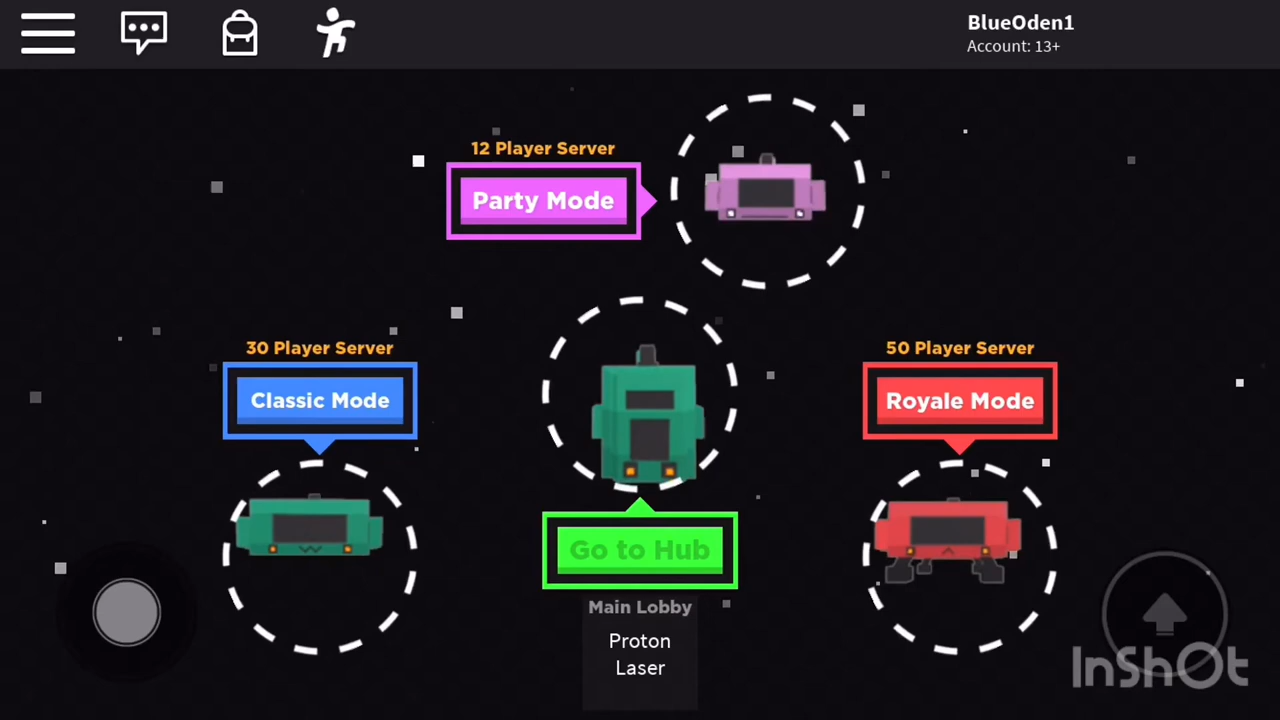 BlueOden1
Account: 13+
12 Player Server
Party Mode
30 Player Server
Classic Mode
50 Player Server
Royale Mode
Go to Hub
Main Lobby
Proton
Laser
InShOt